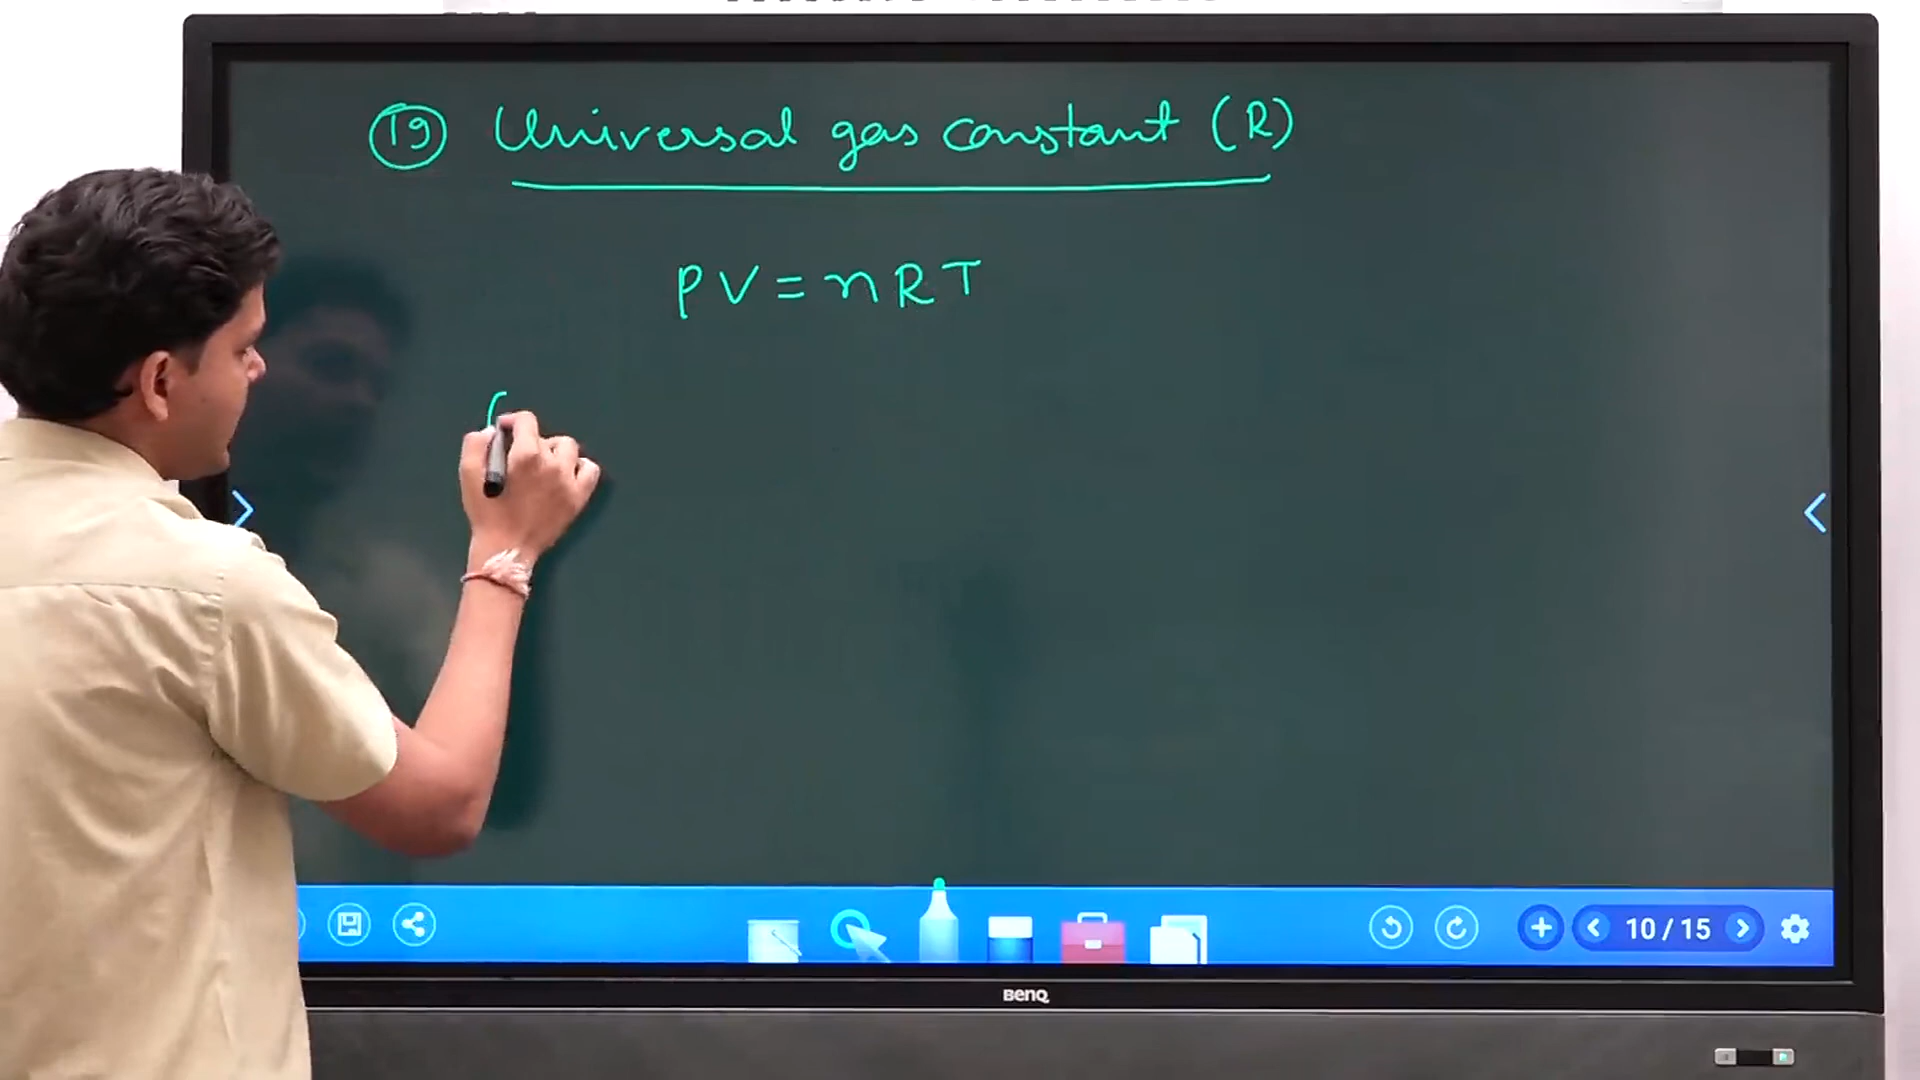 19 Universal gas constant (R)
PV = nRT
10/15
BenQ